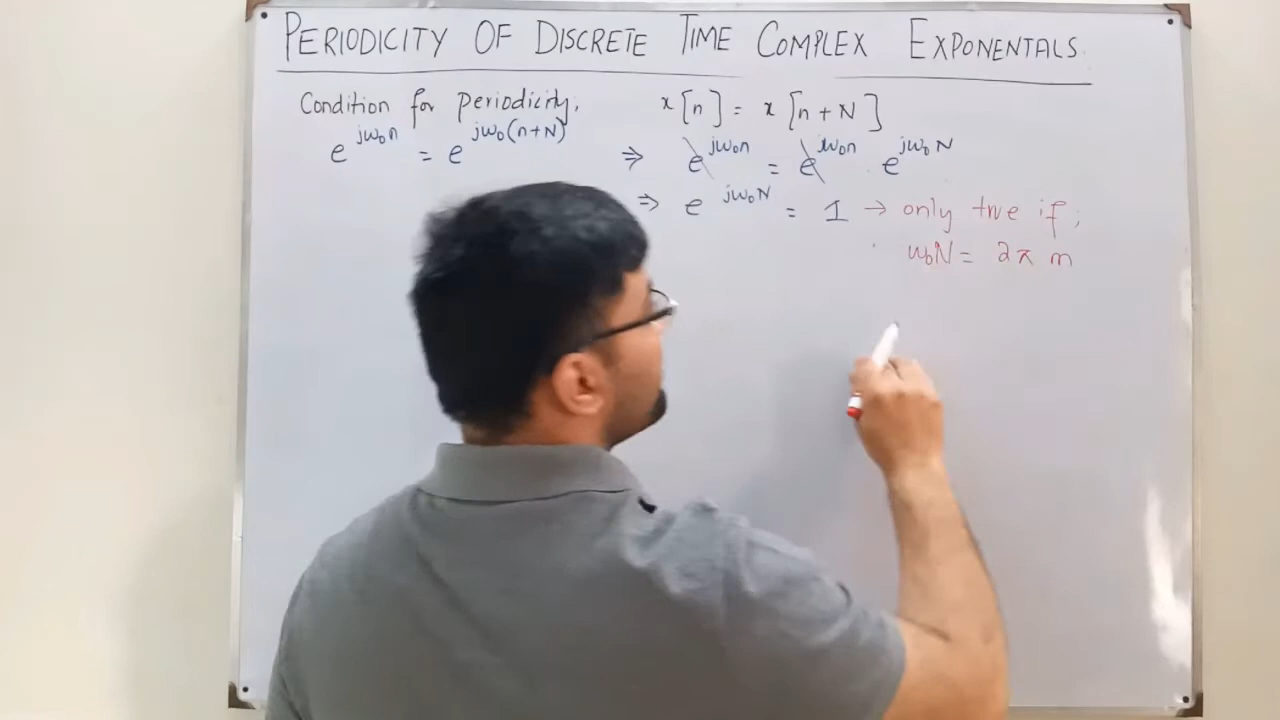 PERIODICITY OF DISCRETE TIME COMPLEX EXPONENTALS.
Condition for periodicity, x[n] = x[n+N]
e^{jω₀n} = e^{jω₀(n+N)} ⇒ e^{jω₀n} = e^{jω₀n} · e^{jω₀N}
⇒ e^{jω₀N} = 1 → only true if,
ω₀N = 2π m